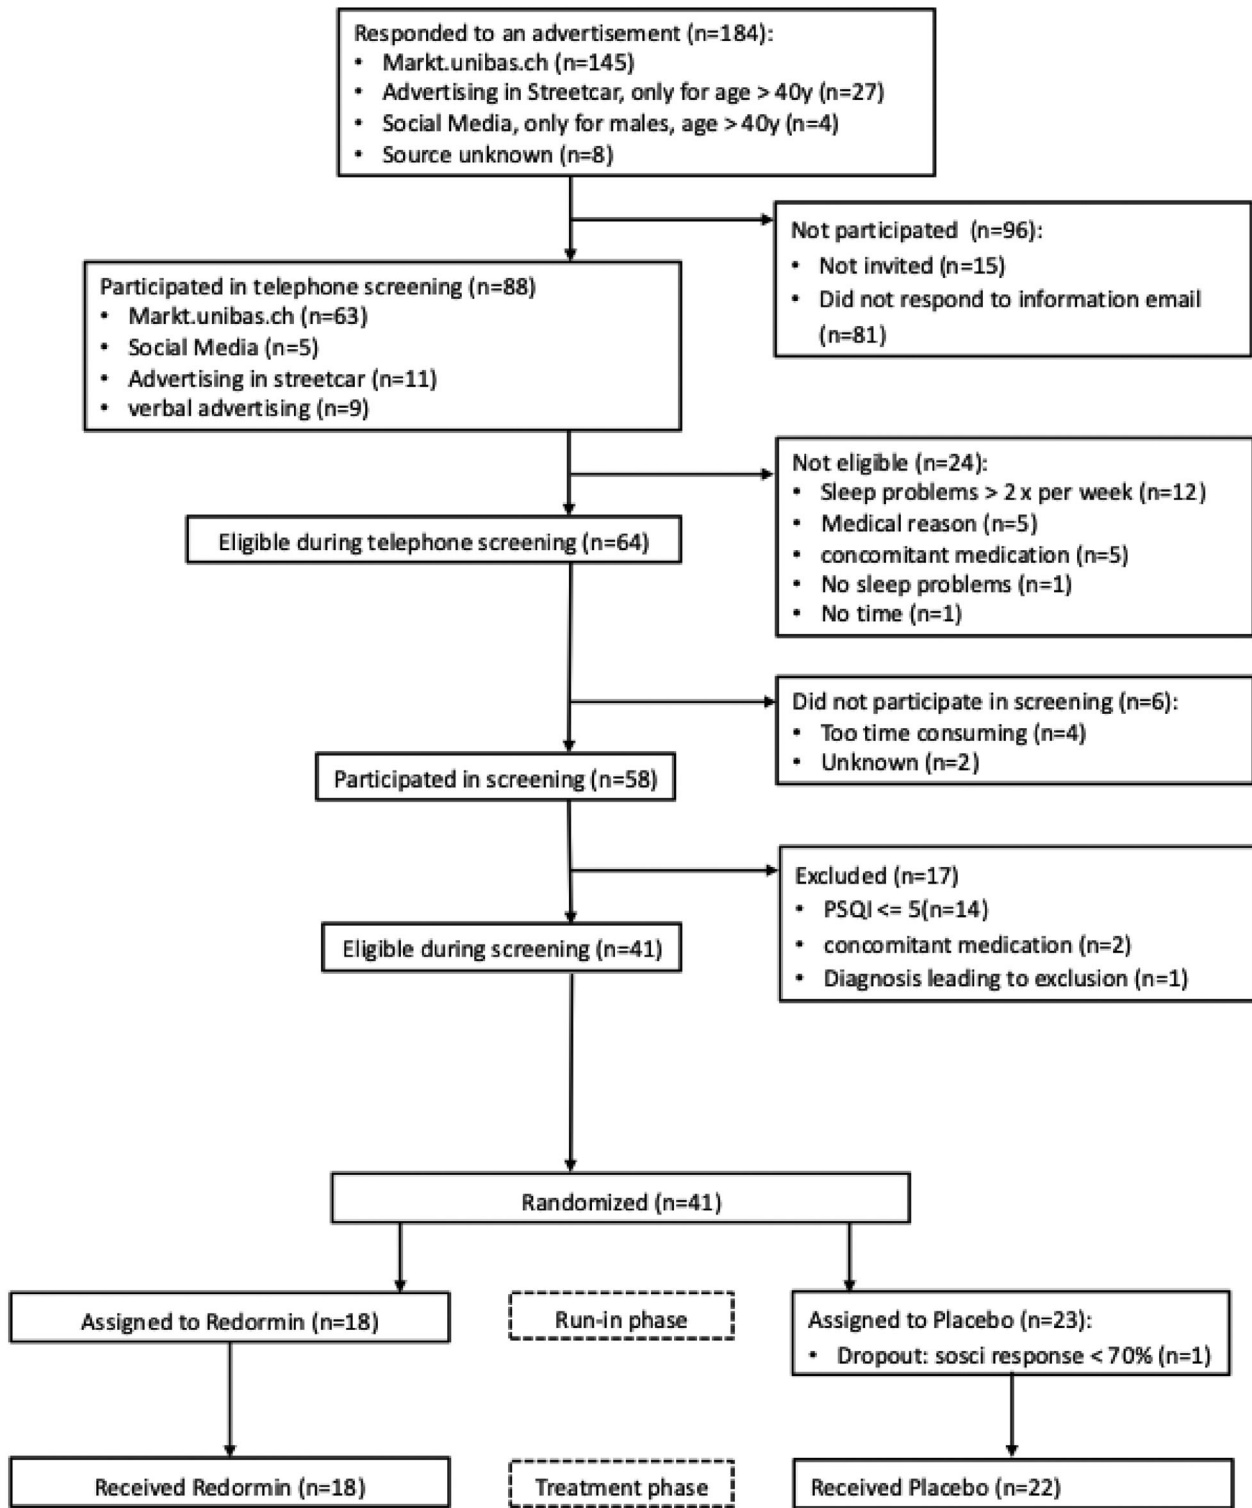 Responded to an advertisement (n=184):
• Markt.unibas.ch (n=145)
• Advertising in Streetcar, only for age > 40y (n=27)
• Social Media, only for males, age > 40y (n=4)
• Source unknown (n=8)
Not participated (n=96):
• Not invited (n=15)
• Did not respond to information email
(n=81)
Participated in telephone screening (n=88)
• Markt.unibas.ch (n=63)
• Social Media (n=5)
• Advertising in streetcar (n=11)
• verbal advertising (n=9)
Not eligible (n=24):
• Sleep problems > 2 x per week (n=12)
• Medical reason (n=5)
• concomitant medication (n=5)
• No sleep problems (n=1)
• No time (n=1)
Eligible during telephone screening (n=64)
Did not participate in screening (n=6):
• Too time consuming (n=4)
• Unknown (n=2)
Participated in screening (n=58)
Excluded (n=17)
• PSQI <= 5(n=14)
• concomitant medication (n=2)
• Diagnosis leading to exclusion (n=1)
Eligible during screening (n=41)
Randomized (n=41)
Assigned to Redormin (n=18)
Run-in phase
Assigned to Placebo (n=23):
• Dropout: sosci response < 70% (n=1)
Received Redormin (n=18)
Treatment phase
Received Placebo (n=22)